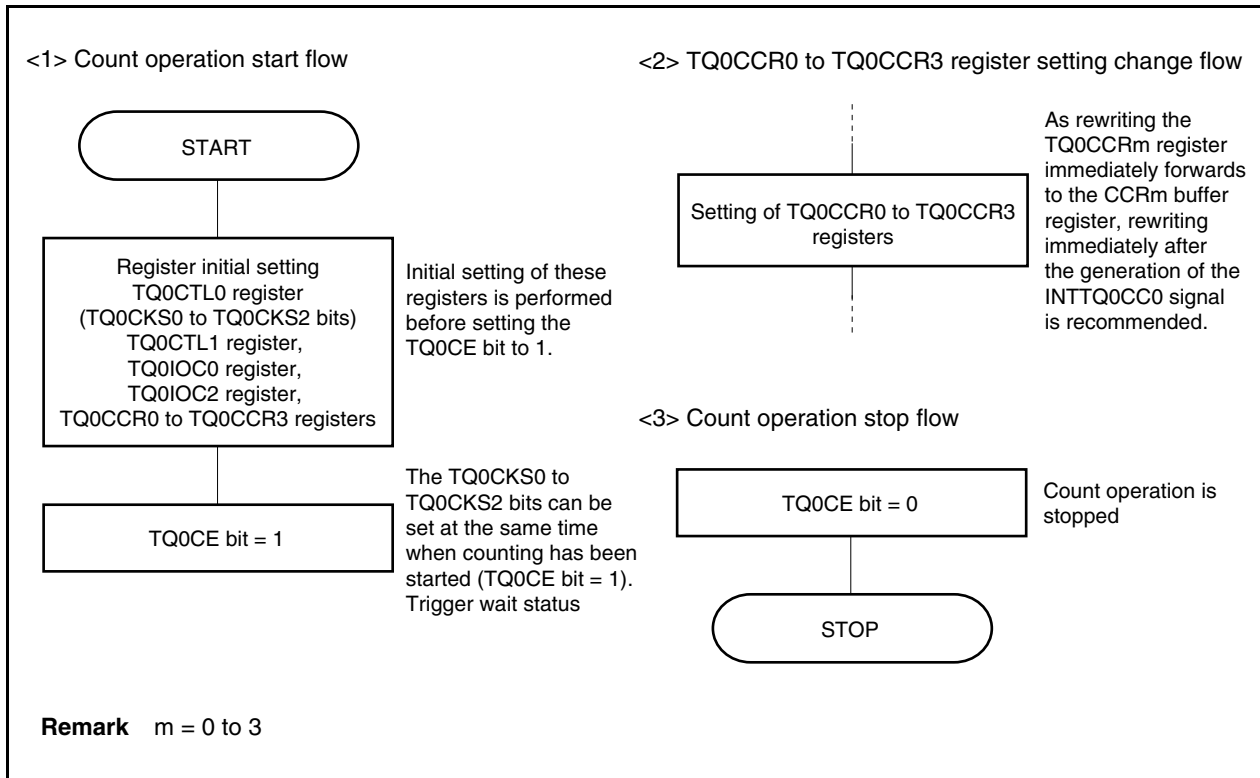 <1> Count operation start flow
START
Register initial setting
TQ0CTL0 register
(TQ0CKS0 to TQ0CKS2 bits)
TQ0CTL1 register,
TQ0IOC0 register,
TQ0IOC2 register,
TQ0CCR0 to TQ0CCR3 registers
Initial setting of these
registers is performed
before setting the
TQ0CE bit to 1.
TQ0CE bit = 1
The TQ0CKS0 to
TQ0CKS2 bits can be
set at the same time
when counting has been
started (TQ0CE bit = 1).
Trigger wait status
<2> TQ0CCR0 to TQ0CCR3 register setting change flow
Setting of TQ0CCR0 to TQ0CCR3
registers
As rewriting the
TQ0CCRm register
immediately forwards
to the CCRm buffer
register, rewriting
immediately after
the generation of the
INTTQ0CC0 signal
is recommended.
<3> Count operation stop flow
TQ0CE bit = 0
Count operation is
stopped
STOP
Remark m = 0 to 3